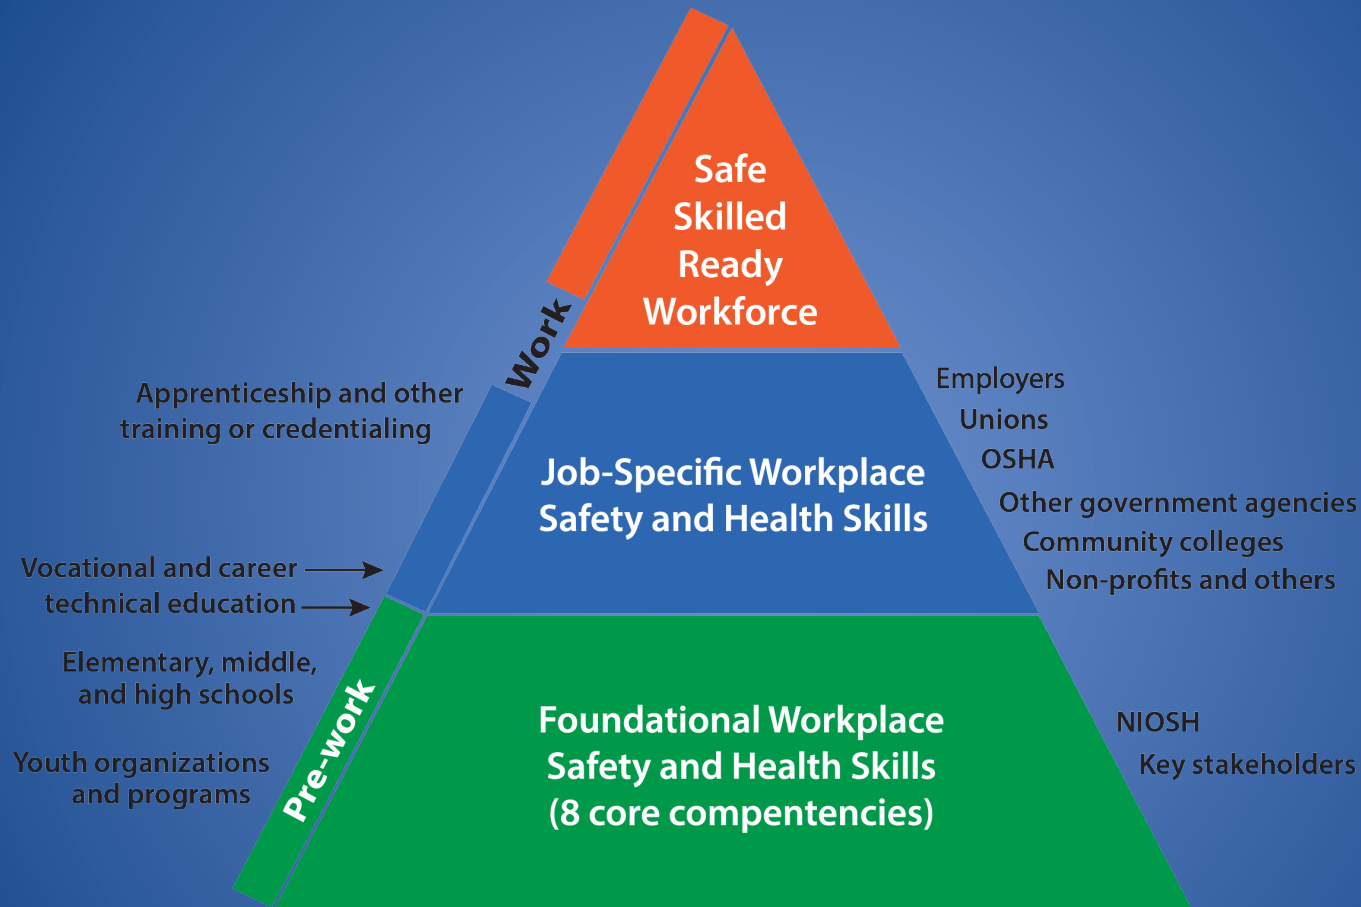 Safe
Skilled
Ready
Workforce
Work
Apprenticeship and other
training or credentialing
Employers
Unions
OSHA
Other government agencies
Community colleges
Non-profits and others
Job-Specific Workplace
Safety and Health Skills
Vocational and career
technical education
Elementary, middle,
and high schools
Youth organizations
and programs
Pre-work
Foundational Workplace
Safety and Health Skills
(8 core compentencies)
NIOSH
Key stakeholders